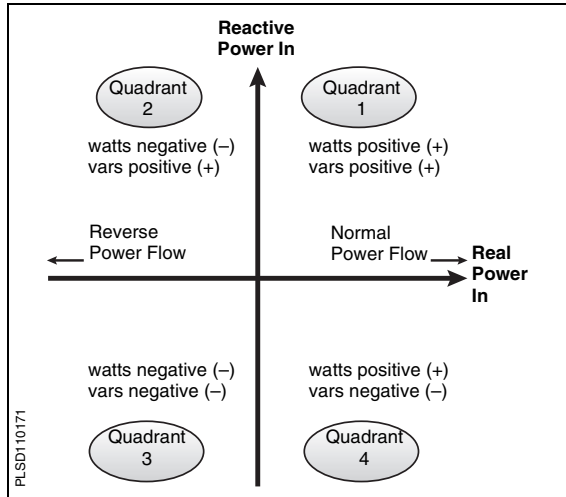 Reactive
Power In
Quadrant
2
Quadrant
1
watts negative (–)
vars positive (+)
watts positive (+)
vars positive (+)
Reverse
Power Flow
Normal
Power Flow
Real
Power
In
watts negative (–)
vars negative (–)
watts positive (+)
vars negative (–)
Quadrant
3
Quadrant
4
PLSD110171